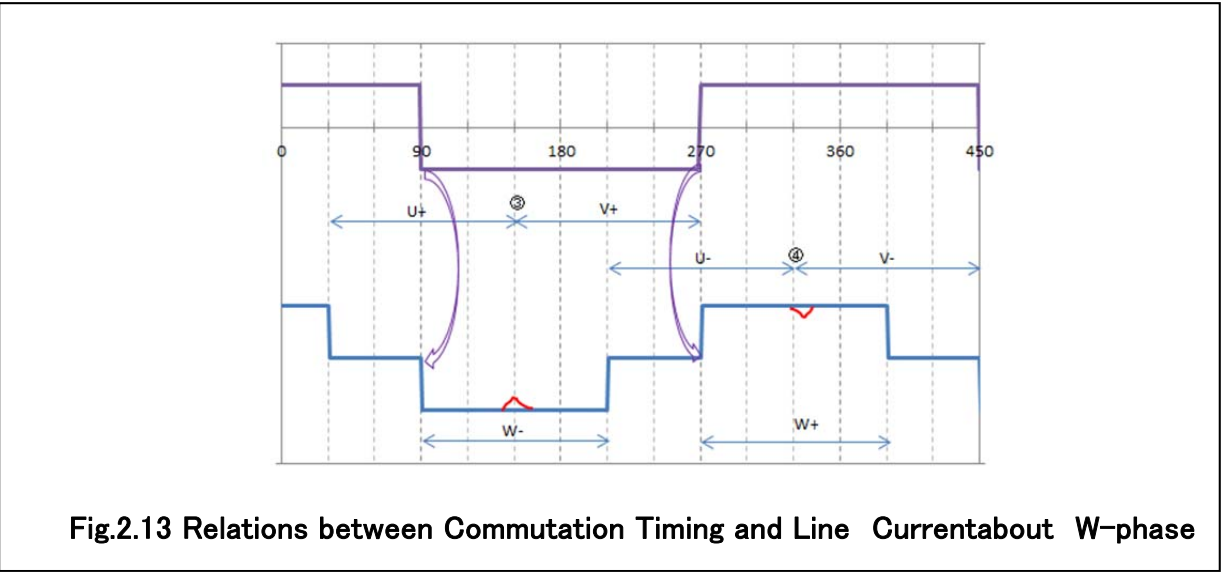 0 90 180 270 360 450
③
U+ V+
④
U- V-
W+
W-
Fig.2.13 Relations between Commutation Timing and Line Currentabout W-phase